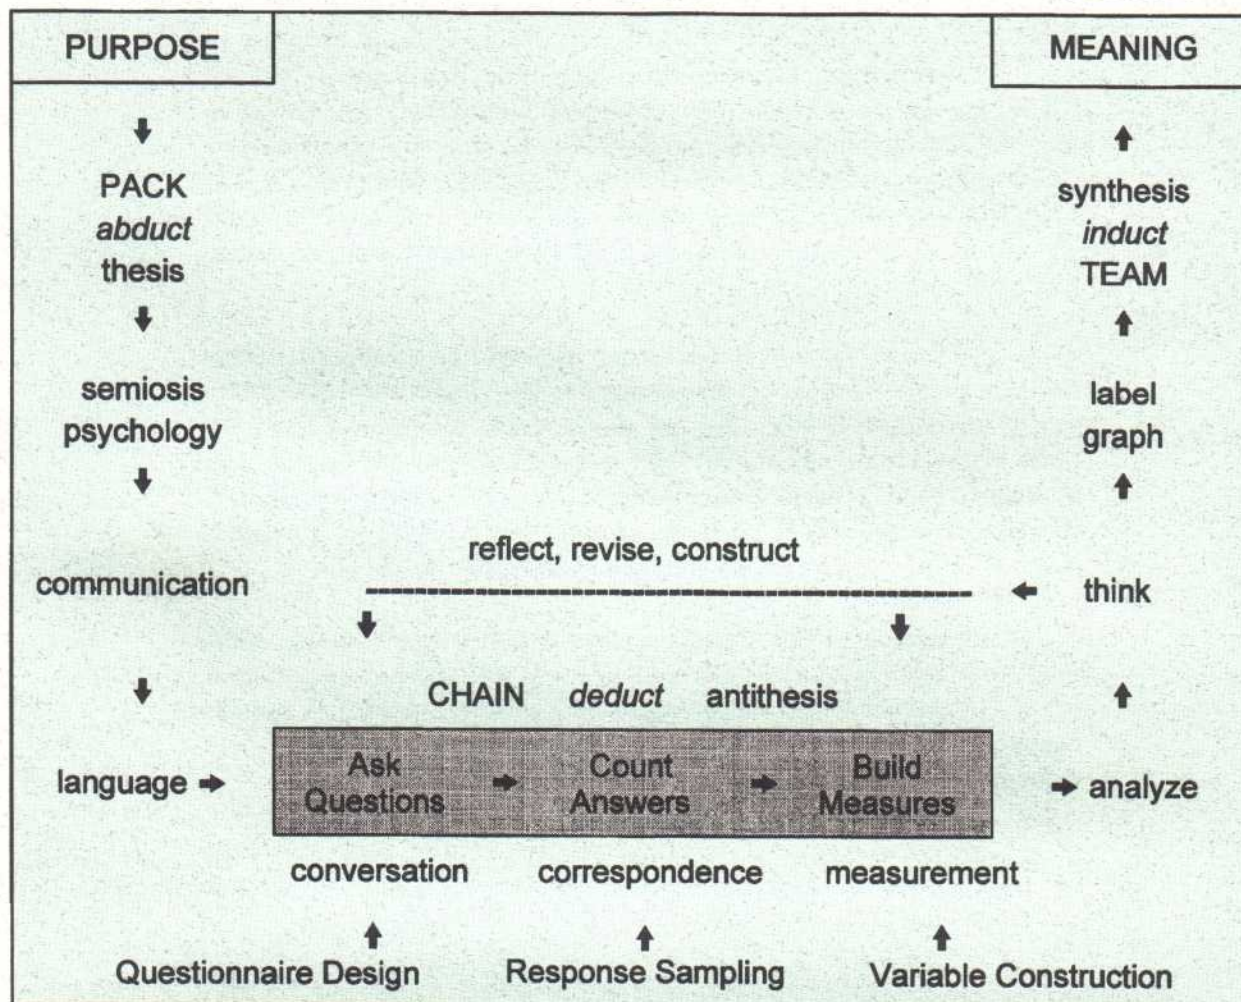 PURPOSE
MEANING
PACK
abduct
thesis
synthesis
induct
TEAM
semiosis
psychology
label
graph
reflect, revise, construct
communication
think
CHAIN deduct antithesis
language
Ask
Questions
Count
Answers
Build
Measures
analyze
conversation correspondence measurement
Questionnaire Design Response Sampling Variable Construction